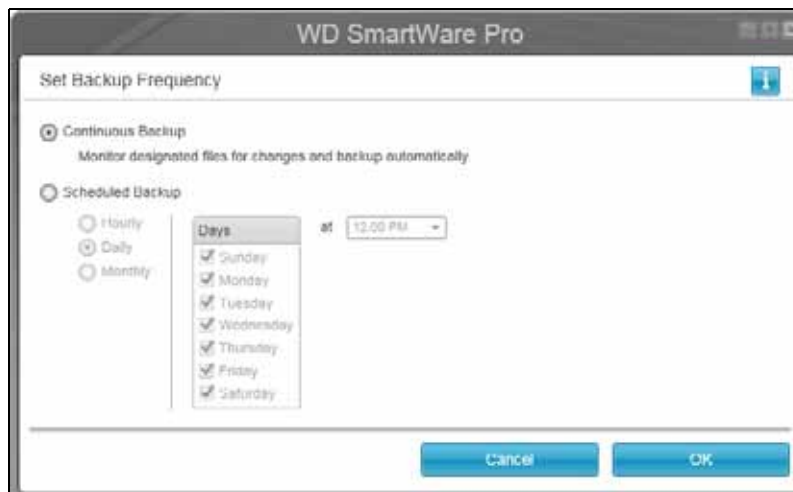 WD SmartWare Pro
Set Backup Frequency
Continuous Backup
Monitor designated files for changes and backup automatically
Scheduled Backup
Hourly
Daily
Monthly
Days
Sunday
Monday
Tuesday
Wednesday
Thursday
Friday
Saturday
at 12:00 PM
Cancel OK